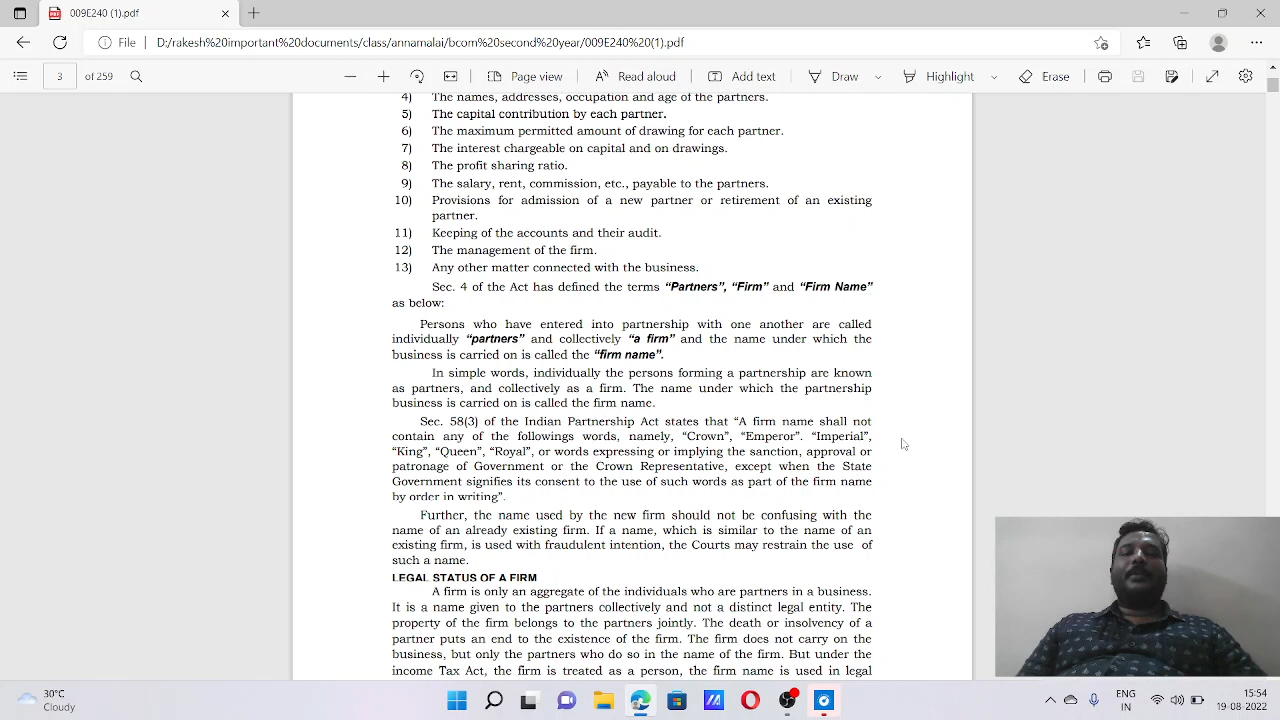 009E240 (1).pdf
File
D:/rakesh%20important%20documents/class/annamalai/bcom%20second%20year/009E240%20(1).pdf
3 of 259
Page view
Read aloud
Add text
Draw
Highlight
Erase
4) The names, addresses, occupation and age of the partners.
5) The capital contribution by each partner.
6) The maximum permitted amount of drawing for each partner.
7) The interest chargeable on capital and on drawings.
8) The profit sharing ratio.
9) The salary, rent, commission, etc., payable to the partners.
10) Provisions for admission of a new partner or retirement of an existing
partner.
11) Keeping of the accounts and their audit.
12) The management of the firm.
13) Any other matter connected with the business.
Sec. 4 of the Act has defined the terms “Partners”, “Firm” and “Firm Name”
as below:
Persons who have entered into partnership with one another are called
individually “partners” and collectively “a firm” and the name under which the
business is carried on is called the “firm name”.
In simple words, individually the persons forming a partnership are known
as partners, and collectively as a firm. The name under which the partnership
business is carried on is called the firm name.
Sec. 58(3) of the Indian Partnership Act states that “A firm name shall not
contain any of the followings words, namely, “Crown”, “Emperor”. “Imperial”,
“King”, “Queen”, “Royal”, or words expressing or implying the sanction, approval or
patronage of Government or the Crown Representative, except when the State
Government signifies its consent to the use of such words as part of the firm name
by order in writing”.
Further, the name used by the new firm should not be confusing with the
name of an already existing firm. If a name, which is similar to the name of an
existing firm, is used with fraudulent intention, the Courts may restrain the use of
such a name.
LEGAL STATUS OF A FIRM
A firm is only an aggregate of the individuals who are partners in a business.
It is a name given to the partners collectively and not a distinct legal entity. The
property of the firm belongs to the partners jointly. The death or insolvency of a
partner puts an end to the existence of the firm. The firm does not carry on the
business, but only the partners who do so in the name of the firm. But under the
income Tax Act, the firm is treated as a person, the firm name is used in legal
30°C
Cloudy
ENG
IN
15:54
19-08-2022